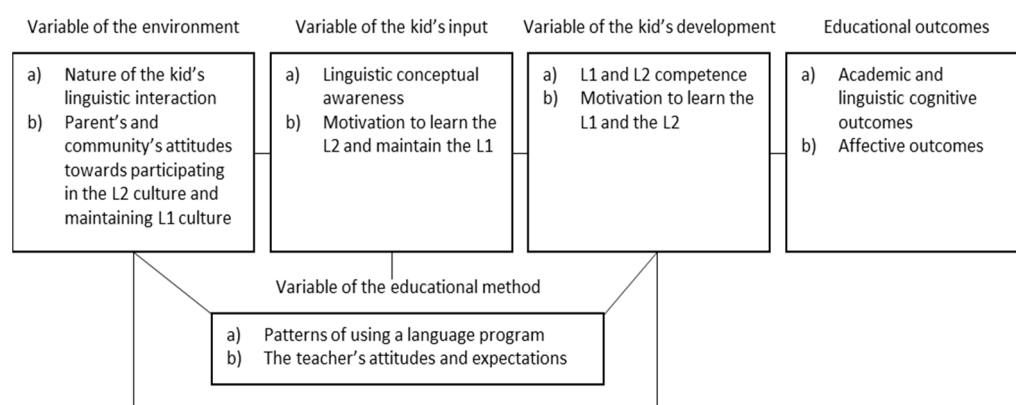 Variable of the environment
a) Nature of the kid's
linguistic interaction
b) Parent's and
community's attitudes
towards participating
in the L2 culture and
maintaining L1 culture
Variable of the kid's input
a) Linguistic conceptual
awareness
b) Motivation to learn the
L2 and maintain the L1
Variable of the kid's development
a) L1 and L2 competence
b) Motivation to learn the
L1 and the L2
Educational outcomes
a) Academic and
linguistic cognitive
outcomes
b) Affective outcomes
Variable of the educational method
a) Patterns of using a language program
b) The teacher's attitudes and expectations